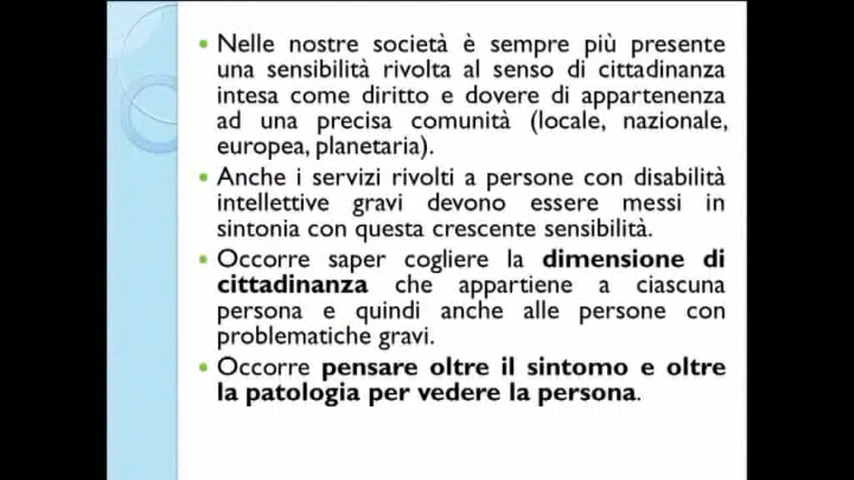 • Nelle nostre società è sempre più presente
una sensibilità rivolta al senso di cittadinanza
intesa come diritto e dovere di appartenenza
ad una precisa comunità (locale, nazionale,
europea, planetaria).
• Anche i servizi rivolti a persone con disabilità
intellettive gravi devono essere messi in
sintonia con questa crescente sensibilità.
• Occorre saper cogliere la dimensione di
cittadinanza che appartiene a ciascuna
persona e quindi anche alle persone con
problematiche gravi.
• Occorre pensare oltre il sintomo e oltre
la patologia per vedere la persona.